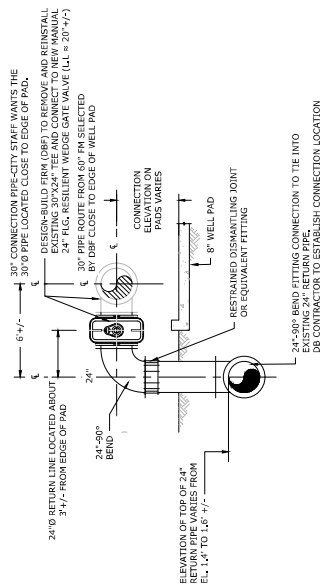 30" CONNECTION PIPE-CITY STAFF WANTS THE
30"Ø PIPE LOCATED CLOSE TO EDGE OF PAD.
DESIGN-BUILD FIRM (DBF) TO REMOVE AND REINSTALL
EXISTING 30"X24" TEE AND CONNECT TO NEW MANUAL
24" FLG. RESILIENT WEDGE GATE VALVE (LL ≈ 20"+/-)
30" PIPE ROUTE FROM 60" FM SELECTED
BY DBF CLOSE TO EDGE OF WELL PAD
6"+/-
24"Ø RETURN LINE LOCATED ABOUT
3'+/- FROM EDGE OF PAD
24"
24"-90°
BEND
CONNECTION
ELEVATION ON
PADS VARIES
8" WELL PAD
RESTRAINED DISMANTLING JOINT
OR EQUIVALENT FITTING
ELEVATION OF TOP OF 24"
RETURN PIPE VARIES FROM
EL. 1.4' TO 1.6' +/-
24"-90° BEND FITTING CONNECTION TO TIE INTO
EXISTING 24" RETURN PIPE.
DB CONTRACTOR TO ESTABLISH CONNECTION LOCATION